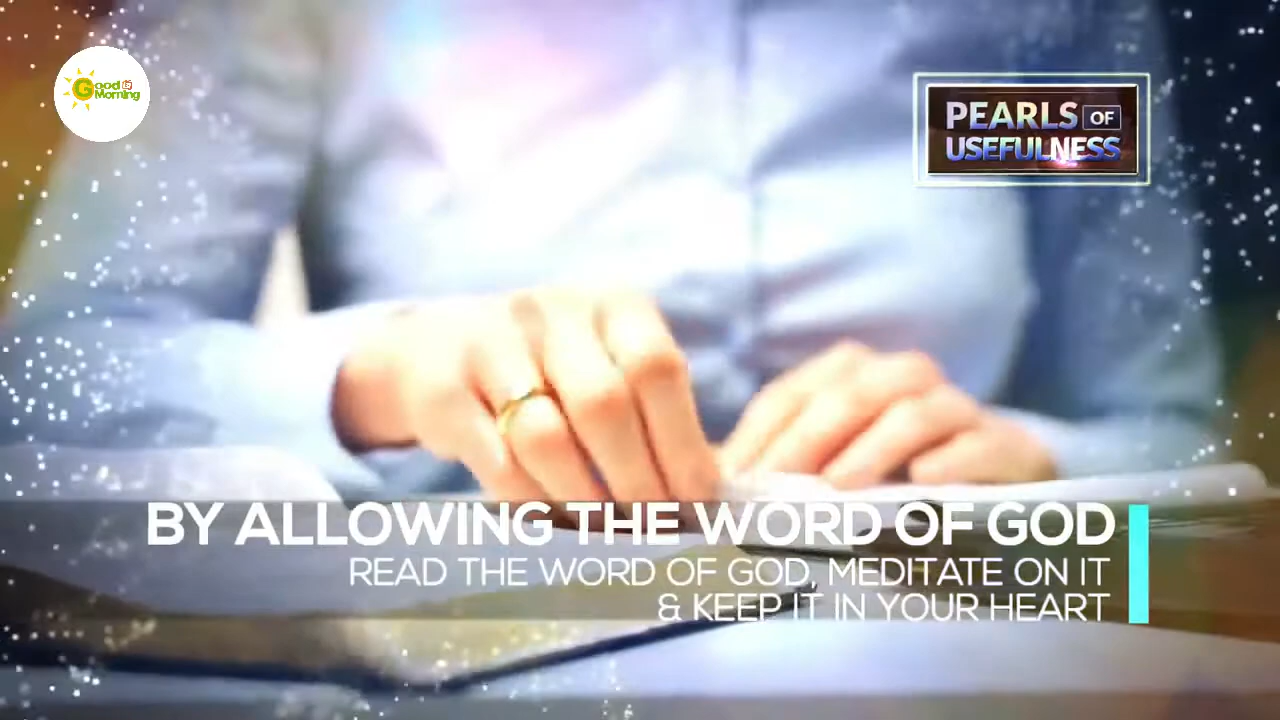 Good
Morning
PEARLS OF
USEFULNESS
BY ALLOWING THE WORD OF GOD
READ THE WORD OF GOD, MEDITATE ON IT
& KEEP IT IN YOUR HEART